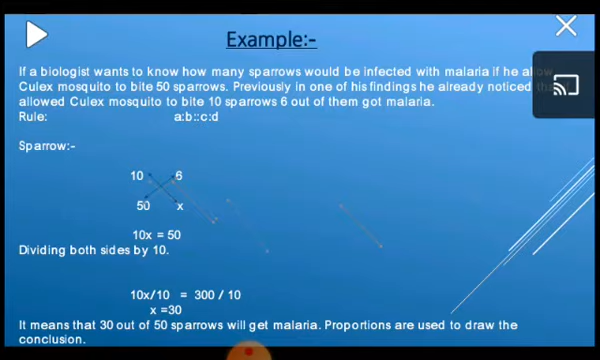 Example:-
If a biologist wants to know how many sparrows would be infected with malaria if he allow
Culex mosquito to bite 50 sparrows. Previously in one of his findings he already noticed
allowed Culex mosquito to bite 10 sparrows 6 out of them got malaria.
Rule: a:b::c:d
Sparrow:-
10 6
50 x
10x = 50
Dividing both sides by 10.
10x/10 = 300 / 10
x =30
It means that 30 out of 50 sparrows will get malaria. Proportions are used to draw the
conclusion.